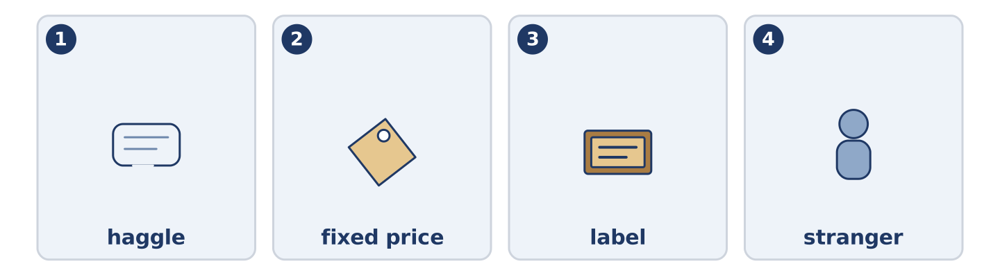 1
haggle
2
fixed price
3
label
4
stranger